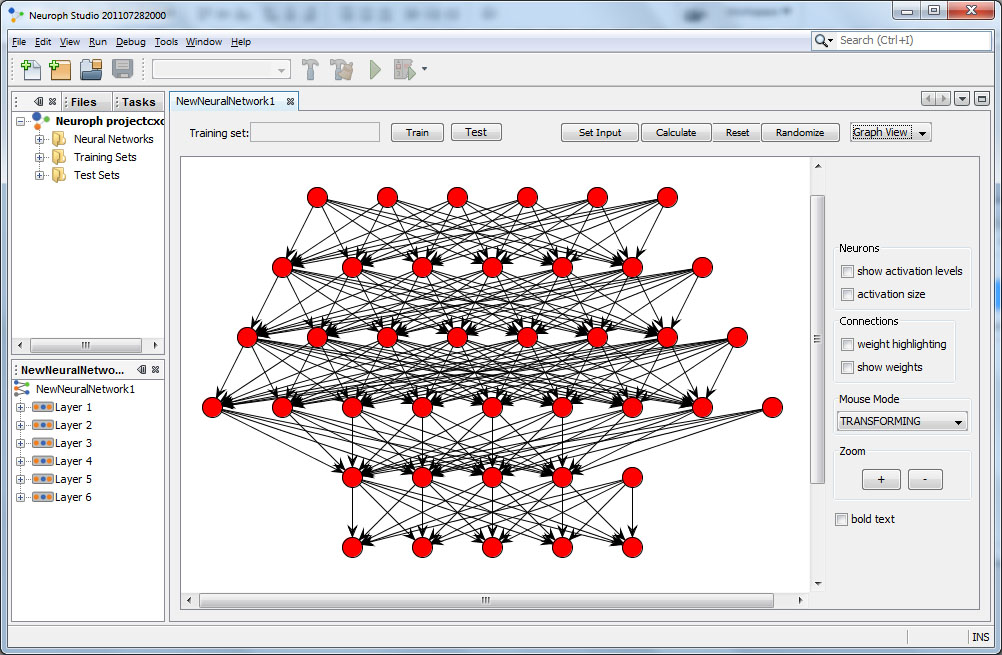 Neuroph Studio 201107282000
File Edit View Run Debug Tools Window Help
Search (Ctrl+I)
Files Tasks
Neuroph projectcxc
Neural Networks
Training Sets
Test Sets
NewNeuralNetwo...
NewNeuralNetwork1
Layer 1
Layer 2
Layer 3
Layer 4
Layer 5
Layer 6
NewNeuralNetwork1
Training set: Train Test Set Input Calculate Reset Randomize Graph View
Neurons
show activation levels
activation size
Connections
weight highlighting
show weights
Mouse Mode
TRANSFORMING
Zoom
+ -
bold text
INS